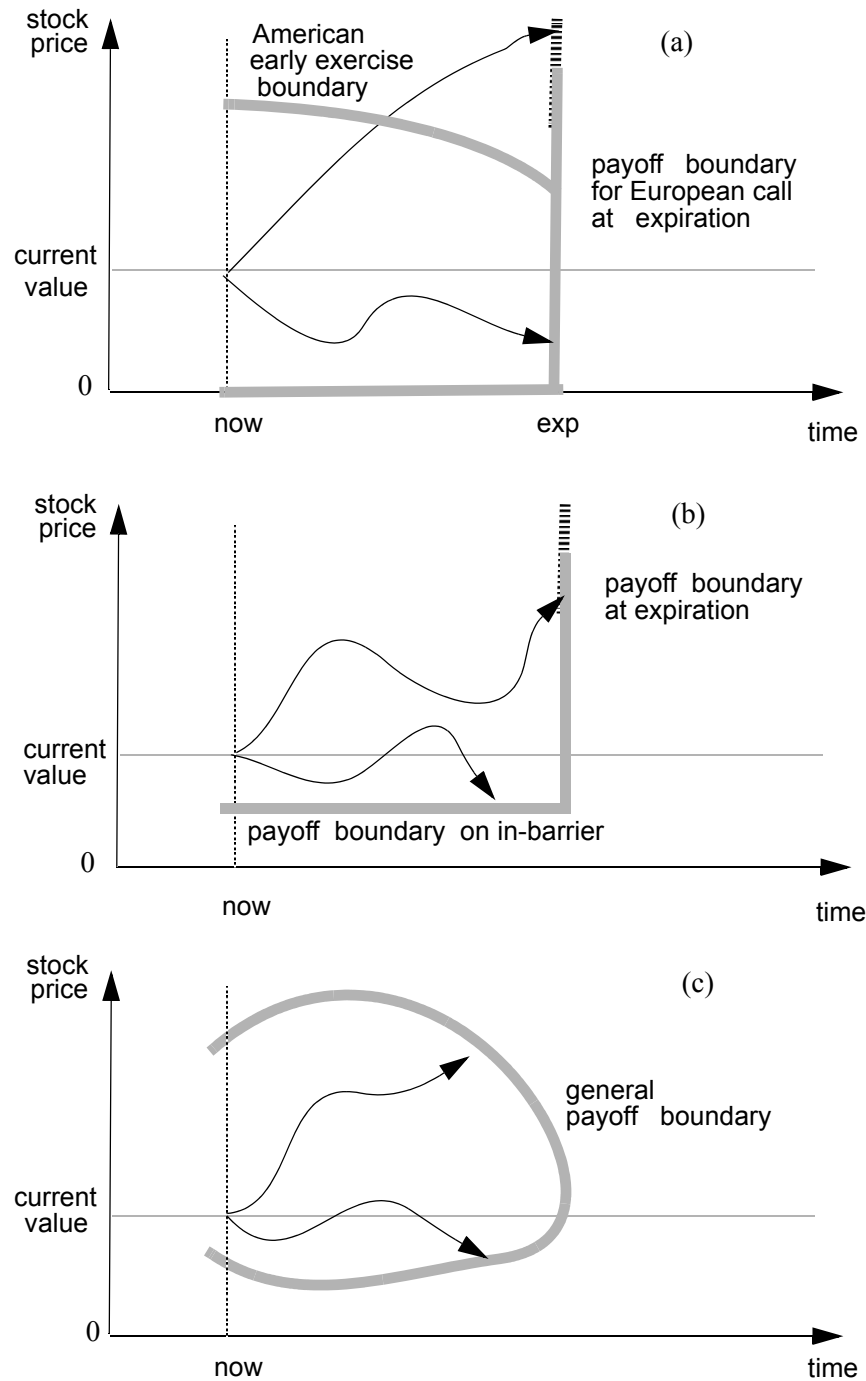 stock
price
American
early exercise
boundary
(a)
payoff boundary
for European call
at expiration
current
value
0
now
exp
time
stock
price
(b)
payoff boundary
at expiration
current
value
payoff boundary on in-barrier
0
now
time
stock
price
(c)
general
payoff boundary
current
value
0
now
time